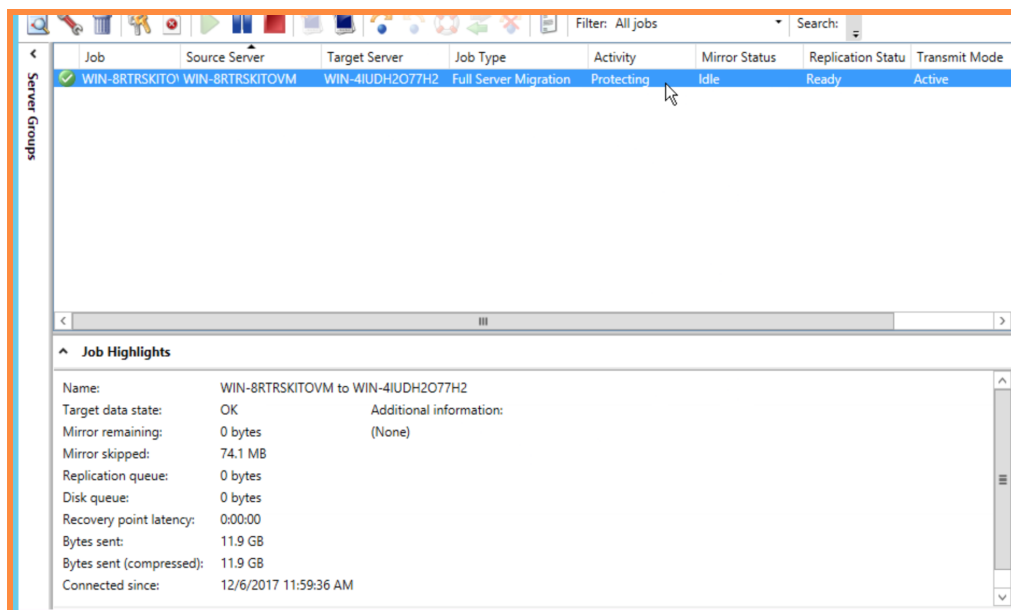 Filter: All jobs Search:
Job Source Server Target Server Job Type Activity Mirror Status Replication Statu Transmit Mode
WIN-8RTRSKITO\ WIN-8RTRSKITOVM WIN-4IUDH2O77H2 Full Server Migration Protecting Idle Ready Active
Server Groups
Job Highlights
Name: WIN-8RTRSKITOVM to WIN-4IUDH2O77H2
Target data state: OK Additional information:
Mirror remaining: 0 bytes (None)
Mirror skipped: 74.1 MB
Replication queue: 0 bytes
Disk queue: 0 bytes
Recovery point latency: 0:00:00
Bytes sent: 11.9 GB
Bytes sent (compressed): 11.9 GB
Connected since: 12/6/2017 11:59:36 AM